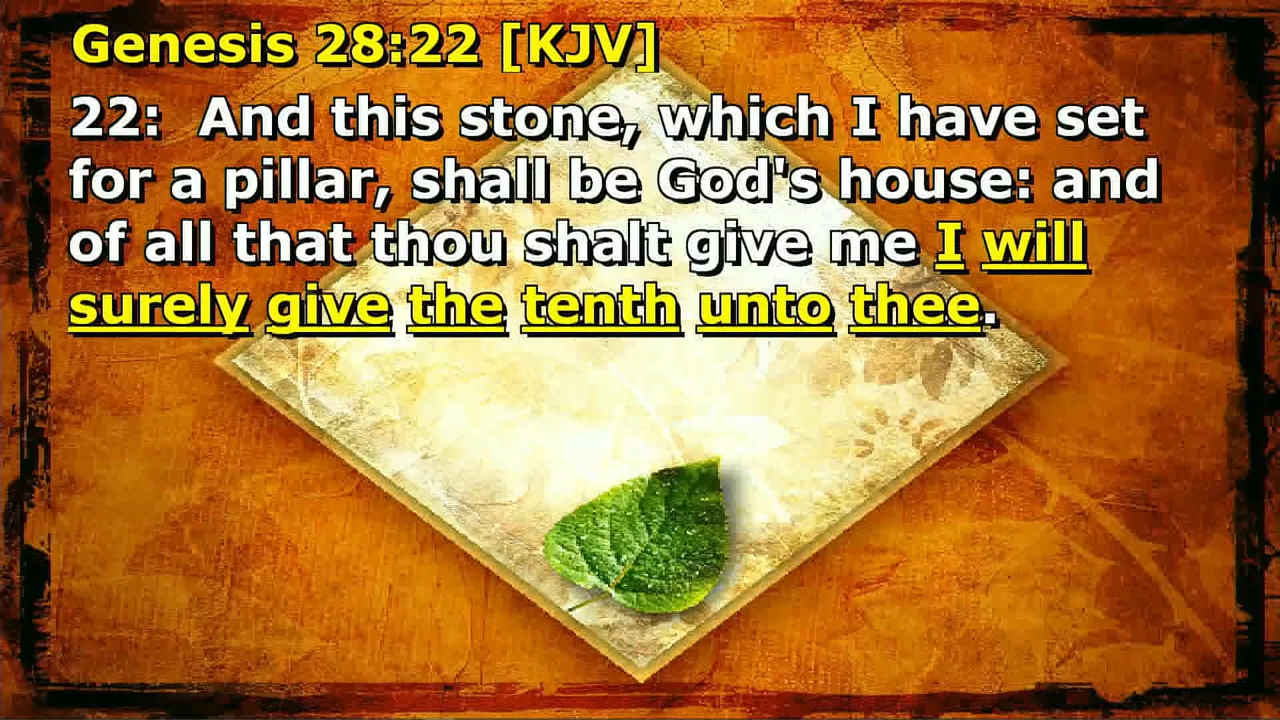 Genesis 28:22 [KJV]
22: And this stone, which I have set
for a pillar, shall be God's house: and
of all that thou shalt give me I will
surely give the tenth unto thee.